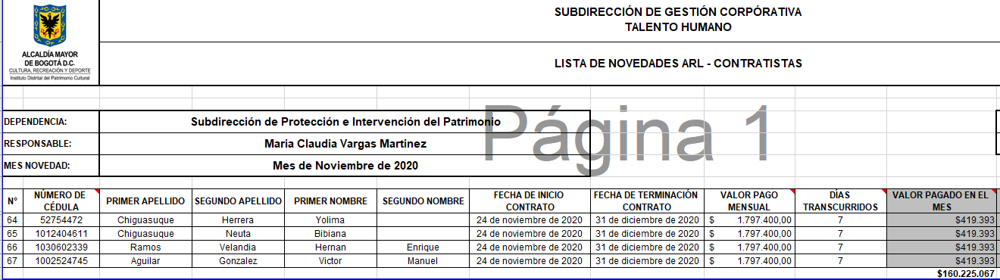 SUBDIRECCIÓN DE GESTIÓN CORPÓRATIVA
TALENTO HUMANO
ALCALDÍA MAYOR
DE BOGOTÁ D.C.
CULTURA, RECREACIÓN Y DEPORTE
Instituto Distrital del Patrimonio Cultural
LISTA DE NOVEDADES ARL - CONTRATISTAS
Página 1
DEPENDENCIA: Subdirección de Protección e Intervención del Patrimonio
RESPONSABLE: Maria Claudia Vargas Martinez
MES NOVEDAD: Mes de Noviembre de 2020
N° NÚMERO DE CÉDULA PRIMER APELLIDO SEGUNDO APELLIDO PRIMER NOMBRE SEGUNDO NOMBRE FECHA DE INICIO CONTRATO FECHA DE TERMINACIÓN CONTRATO VALOR PAGO MENSUAL DÍAS TRANSCURRIDOS VALOR PAGADO EN EL MES
64 52754472 Chiguasuque Herrera Yolima 24 de noviembre de 2020 31 de diciembre de 2020 $ 1.797.400,00 7 $419.393
65 1012404611 Chiguasuque Neuta Bibiana 24 de noviembre de 2020 31 de diciembre de 2020 $ 1.797.400,00 7 $419.393
66 1030602339 Ramos Velandia Hernan Enrique 24 de noviembre de 2020 31 de diciembre de 2020 $ 1.797.400,00 7 $419.393
67 1002524745 Aguilar Gonzalez Victor Manuel 24 de noviembre de 2020 31 de diciembre de 2020 $ 1.797.400,00 7 $419.393
$160.225.067